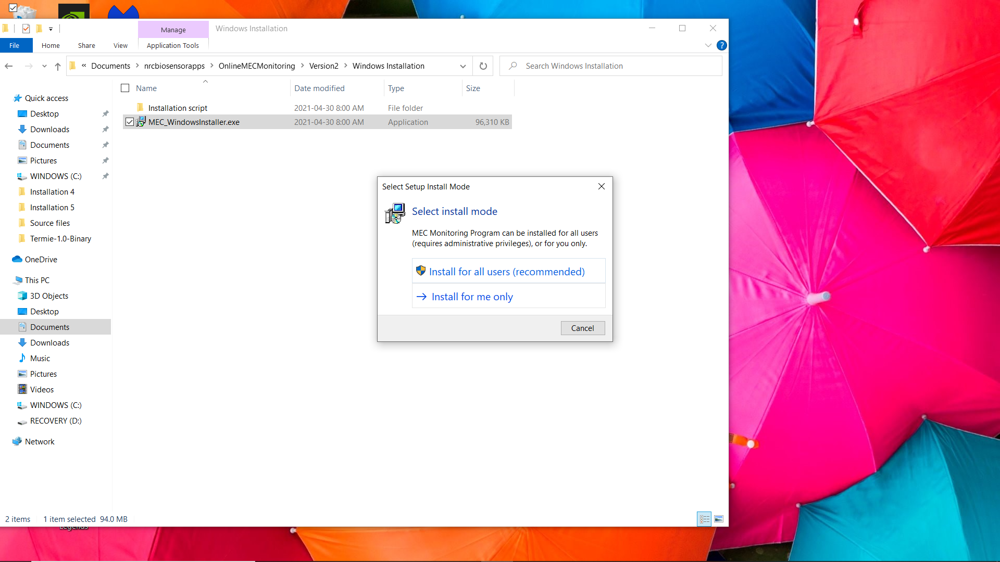 Manage
Windows Installation
File
Home
Share
View
Application Tools
?
« Documents > nrcbiosensorapps > OnlineMECMonitoring > Version2 > Windows Installation
Search Windows Installation
Name
Date modified
Type
Size
Installation script
2021-04-30 8:00 AM
File folder
MEC_WindowsInstaller.exe
2021-04-30 8:00 AM
Application
96,310 KB
Quick access
Desktop
Downloads
Documents
Pictures
WINDOWS (C:)
Installation 4
Installation 5
Source files
Termie-1.0-Binary
OneDrive
This PC
3D Objects
Desktop
Documents
Downloads
Music
Pictures
Videos
WINDOWS (C:)
RECOVERY (D:)
Network
Select Setup Install Mode
Select install mode
MEC Monitoring Program can be installed for all users
(requires administrative privileges), or for you only.
Install for all users (recommended)
Install for me only
Cancel
2 items
1 item selected 94.0 MB
Legends